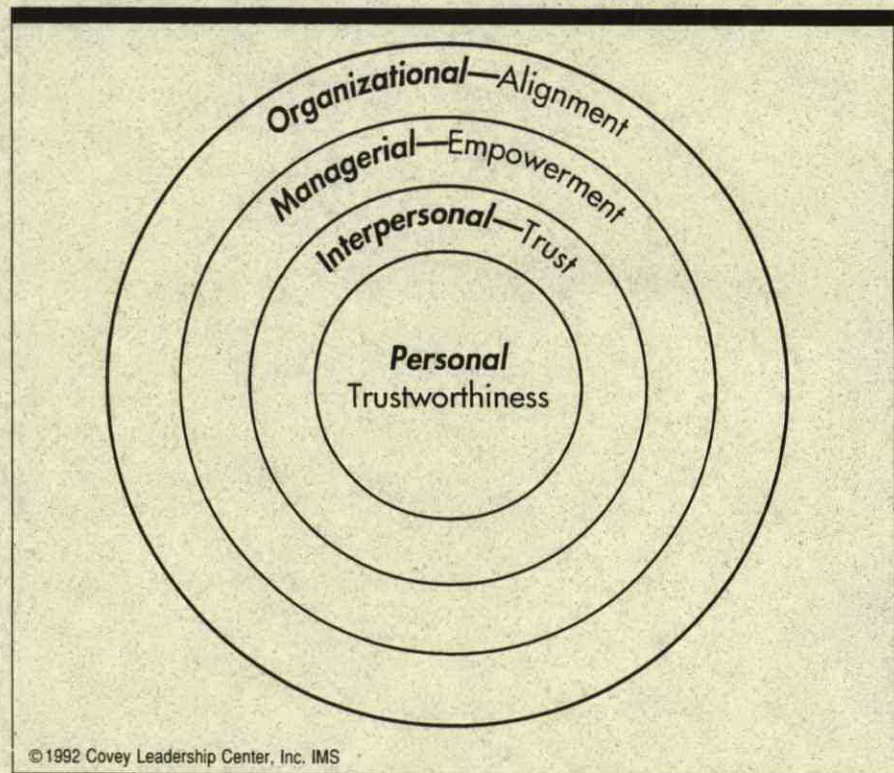 Organizational—Alignment
Managerial—Empowerment
Interpersonal—Trust
Personal
Trustworthiness
©1992 Covey Leadership Center, Inc. IMS